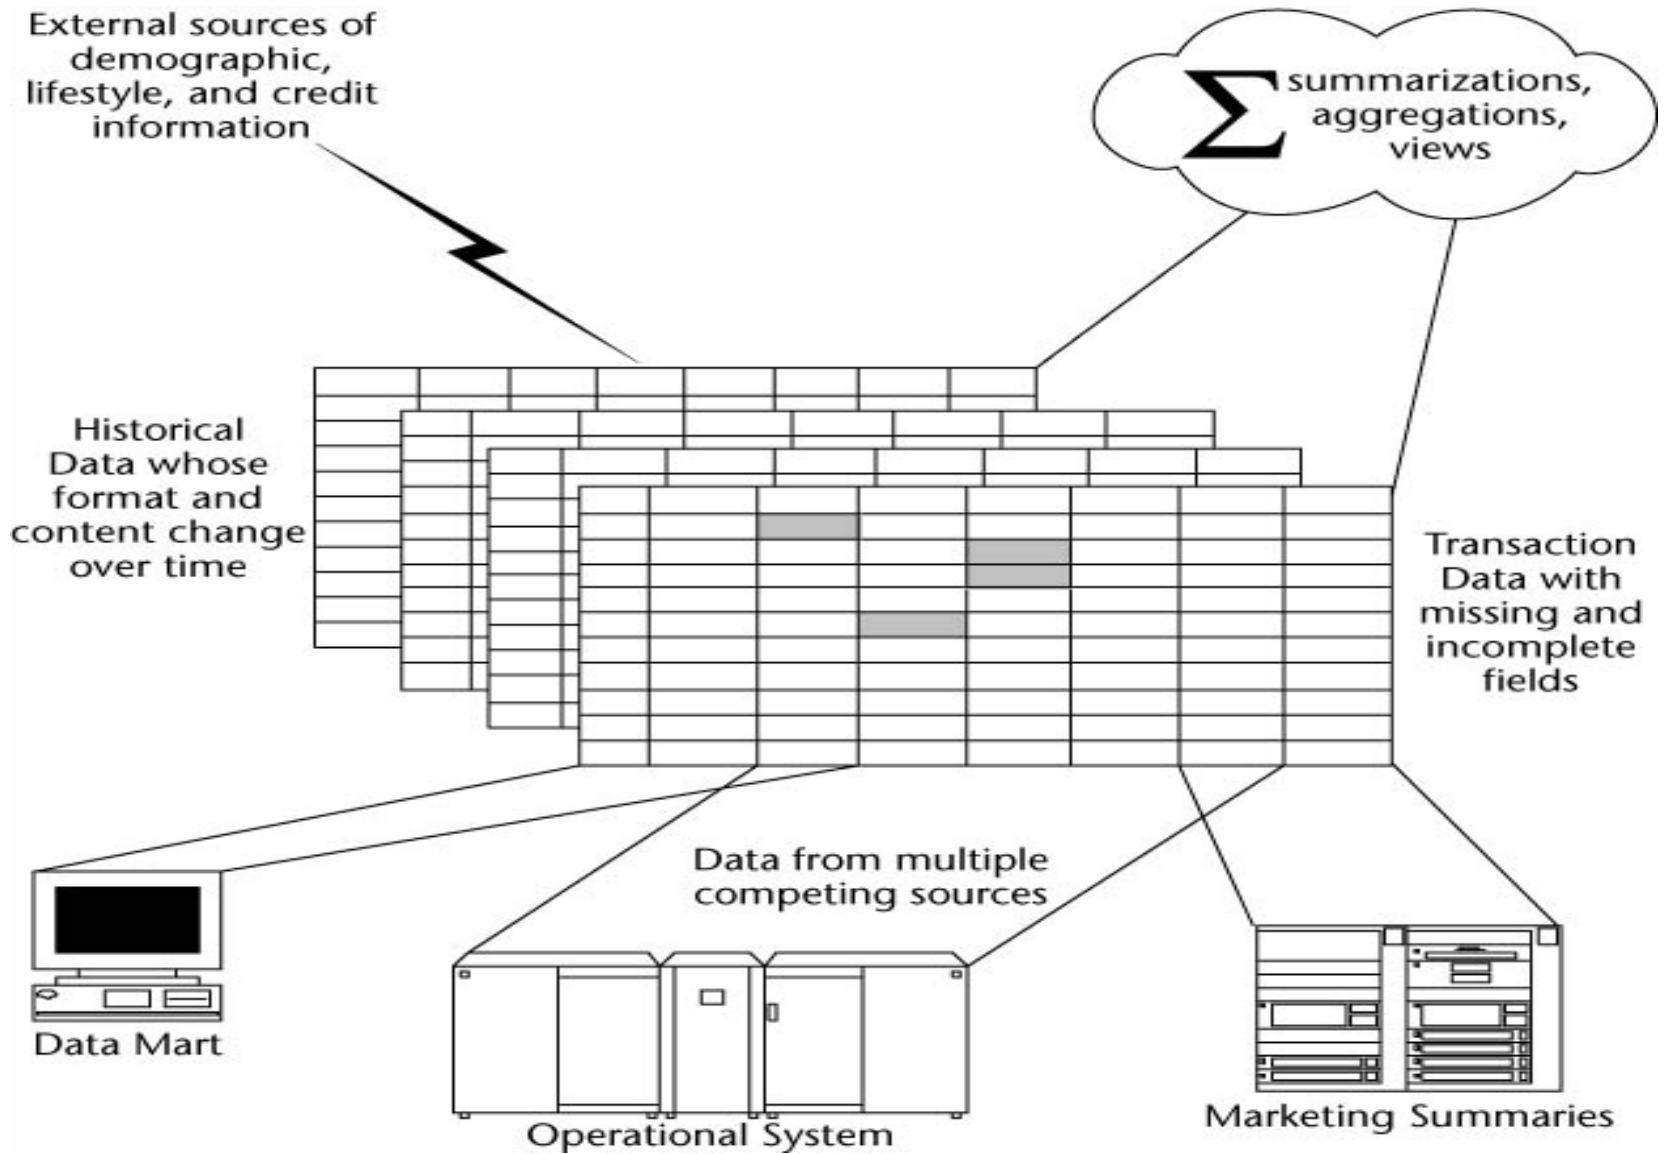 External sources of
demographic,
lifestyle, and credit
information
Σ summarizations,
aggregations,
views
Historical
Data whose
format and
content change
over time
Transaction
Data with
missing and
incomplete
fields
Data from multiple
competing sources
Data Mart
Operational System
Marketing Summaries